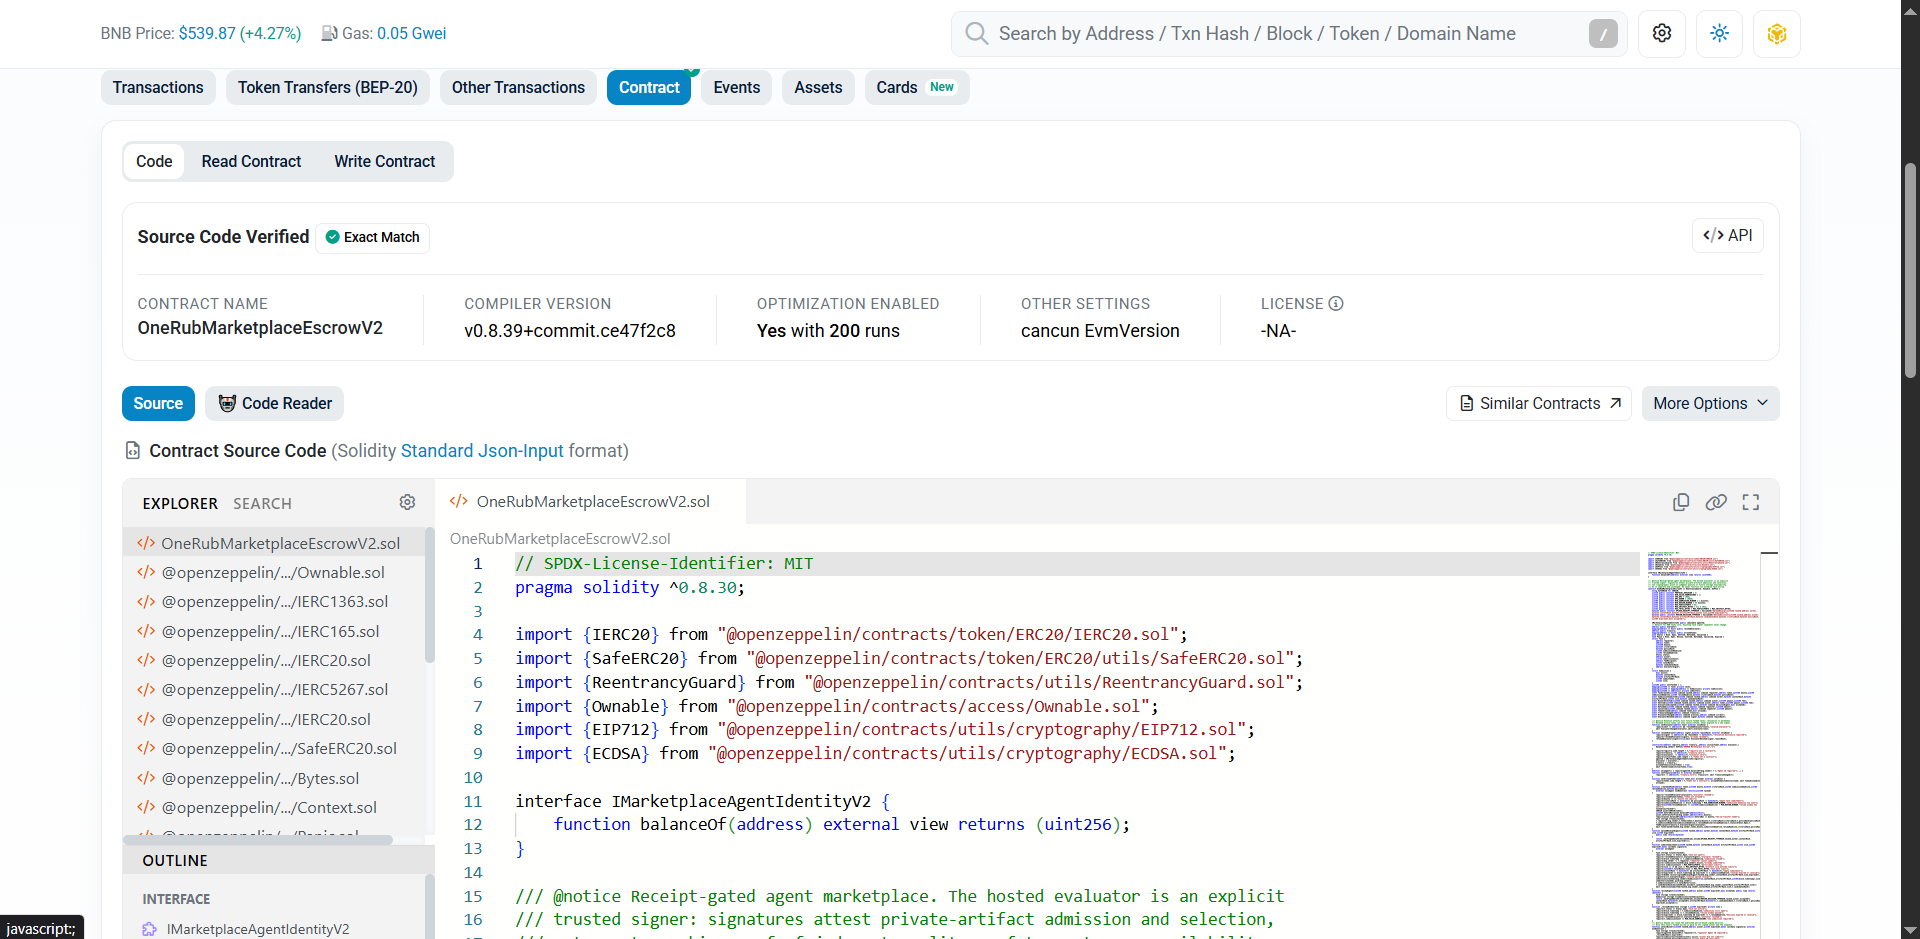 BNB Price: $539.87 (+4.27%) Gas: 0.05 Gwei
Search by Address / Txn Hash / Block / Token / Domain Name /
Transactions Token Transfers (BEP-20) Other Transactions Contract Events Assets Cards New
Code Read Contract Write Contract
Source Code Verified Exact Match
</> API
CONTRACT NAME COMPILER VERSION OPTIMIZATION ENABLED OTHER SETTINGS LICENSE
OneRubMarketplaceEscrowV2 v0.8.39+commit.ce47f2c8 Yes with 200 runs cancun EvmVersion -NA-
Source Code Reader Similar Contracts More Options
Contract Source Code (Solidity Standard Json-Input format)
EXPLORER SEARCH
</> OneRubMarketplaceEscrowV2.sol
</> OneRubMarketplaceEscrowV2.sol
</> @openzeppelin/.../Ownable.sol
</> @openzeppelin/.../IERC1363.sol
</> @openzeppelin/.../IERC165.sol
</> @openzeppelin/.../IERC20.sol
</> @openzeppelin/.../IERC5267.sol
</> @openzeppelin/.../IERC20.sol
</> @openzeppelin/.../SafeERC20.sol
</> @openzeppelin/.../Bytes.sol
</> @openzeppelin/.../Context.sol
OUTLINE
INTERFACE
IMarketplaceAgentIdentityV2
OneRubMarketplaceEscrowV2.sol
1 // SPDX-License-Identifier: MIT
2 pragma solidity ^0.8.30;
3
4 import {IERC20} from "@openzeppelin/contracts/token/ERC20/IERC20.sol";
5 import {SafeERC20} from "@openzeppelin/contracts/token/ERC20/utils/SafeERC20.sol";
6 import {ReentrancyGuard} from "@openzeppelin/contracts/utils/ReentrancyGuard.sol";
7 import {Ownable} from "@openzeppelin/contracts/access/Ownable.sol";
8 import {EIP712} from "@openzeppelin/contracts/utils/cryptography/EIP712.sol";
9 import {ECDSA} from "@openzeppelin/contracts/utils/cryptography/ECDSA.sol";
10
11 interface IMarketplaceAgentIdentityV2 {
12 function balanceOf(address) external view returns (uint256);
13 }
14
15 /// @notice Receipt-gated agent marketplace. The hosted evaluator is an explicit
16 /// trusted signer: signatures attest private-artifact admission and selection,
javascript:;